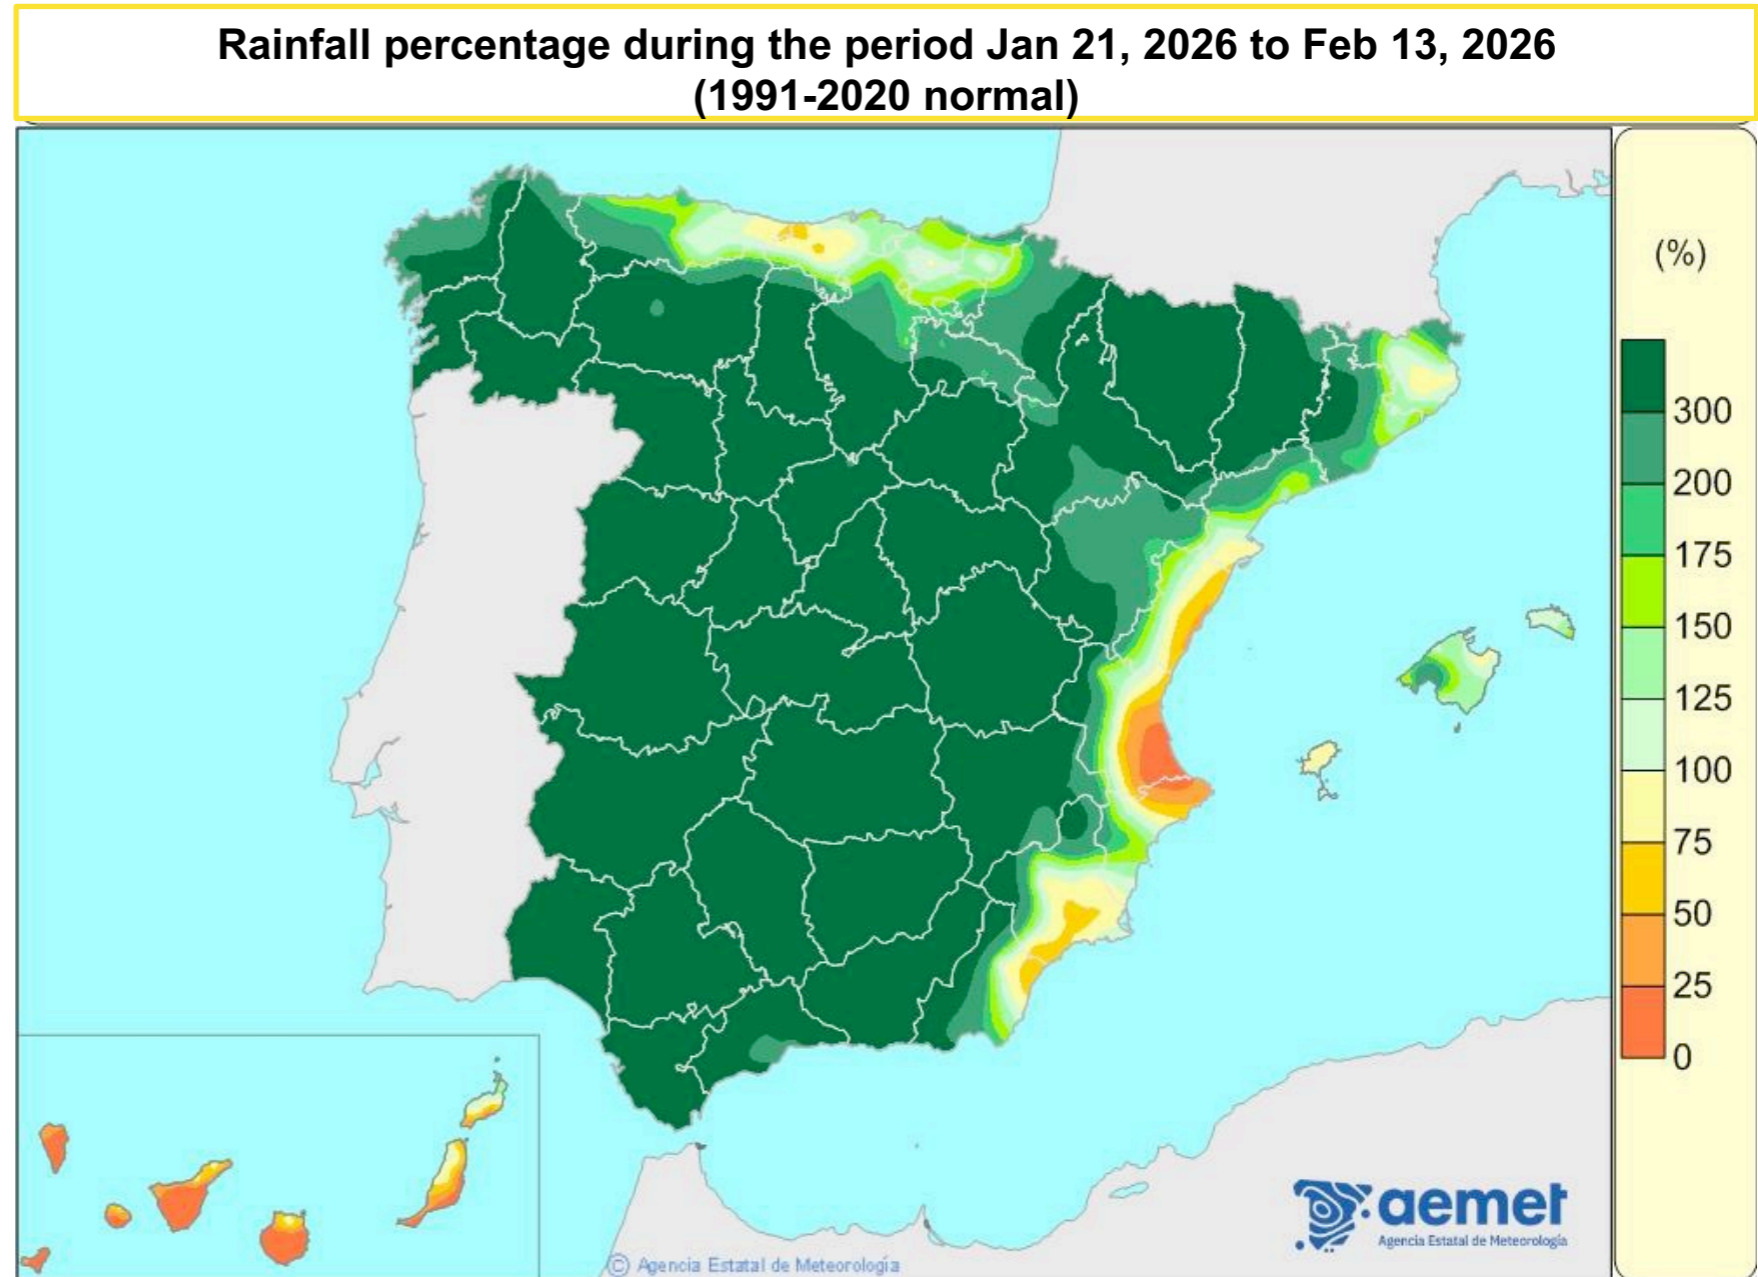 Rainfall percentage during the period Jan 21, 2026 to Feb 13, 2026
(1991-2020 normal)
(%)
300
200
175
150
125
100
75
50
25
0
aemet
Agencia Estatal de Meteorología
© Agencia Estatal de Meteorología